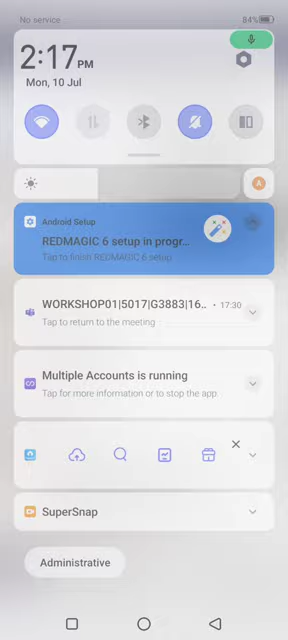 No service
84%
2:17 PM
Mon, 10 Jul
A
Android Setup
REDMAGIC 6 setup in progr...
Tap to finish REDMAGIC 6 setup
WORKSHOP01|5017|G3883|16.. • 17:30
Tap to return to the meeting
Multiple Accounts is running
Tap for more information or to stop the app.
SuperSnap
Administrative